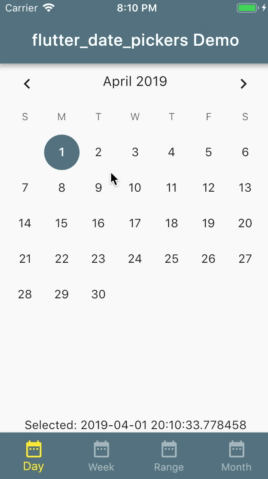 Carrier 8:10 PM
flutter_date_pickers Demo
April 2019
S M T W T F S
1 2 3 4 5 6
7 8 9 10 11 12 13
14 15 16 17 18 19 20
21 22 23 24 25 26 27
28 29 30
Selected: 2019-04-01 20:10:33.778458
Day Week Range Month